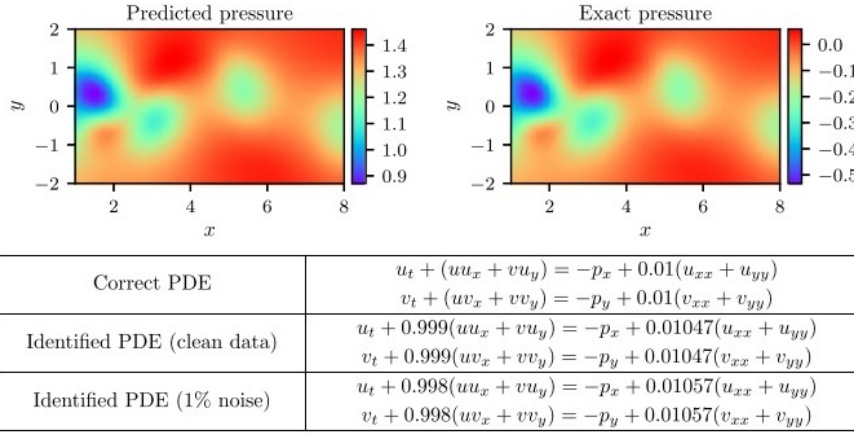 Predicted pressure
Exact pressure
2
1
0
−1
−2
y
2
4
6
8
x
1.4
1.3
1.2
1.1
1.0
0.9
2
1
0
−1
−2
y
2
4
6
8
x
0.0
−0.1
−0.2
−0.3
−0.4
−0.5
Correct PDE
u_t + (uu_x + vu_y) = −p_x + 0.01(u_xx + u_yy)
v_t + (uv_x + vv_y) = −p_y + 0.01(v_xx + v_yy)
Identified PDE (clean data)
u_t + 0.999(uu_x + vu_y) = −p_x + 0.01047(u_xx + u_yy)
v_t + 0.999(uv_x + vv_y) = −p_y + 0.01047(v_xx + v_yy)
Identified PDE (1% noise)
u_t + 0.998(uu_x + vu_y) = −p_x + 0.01057(u_xx + u_yy)
v_t + 0.998(uv_x + vv_y) = −p_y + 0.01057(v_xx + v_yy)